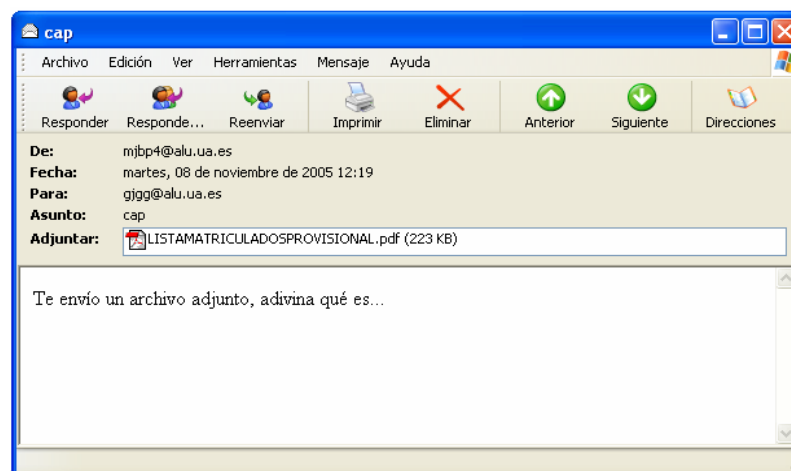 cap
Archivo Edición Ver Herramientas Mensaje Ayuda
Responder Responde... Reenviar Imprimir Eliminar Anterior Siguiente Direcciones
De: mjbp4@alu.ua.es
Fecha: martes, 08 de noviembre de 2005 12:19
Para: gjgg@alu.ua.es
Asunto: cap
Adjuntar: LISTAMATRICULADOSPROVISIONAL.pdf (223 KB)
Te envío un archivo adjunto, adivina qué es...